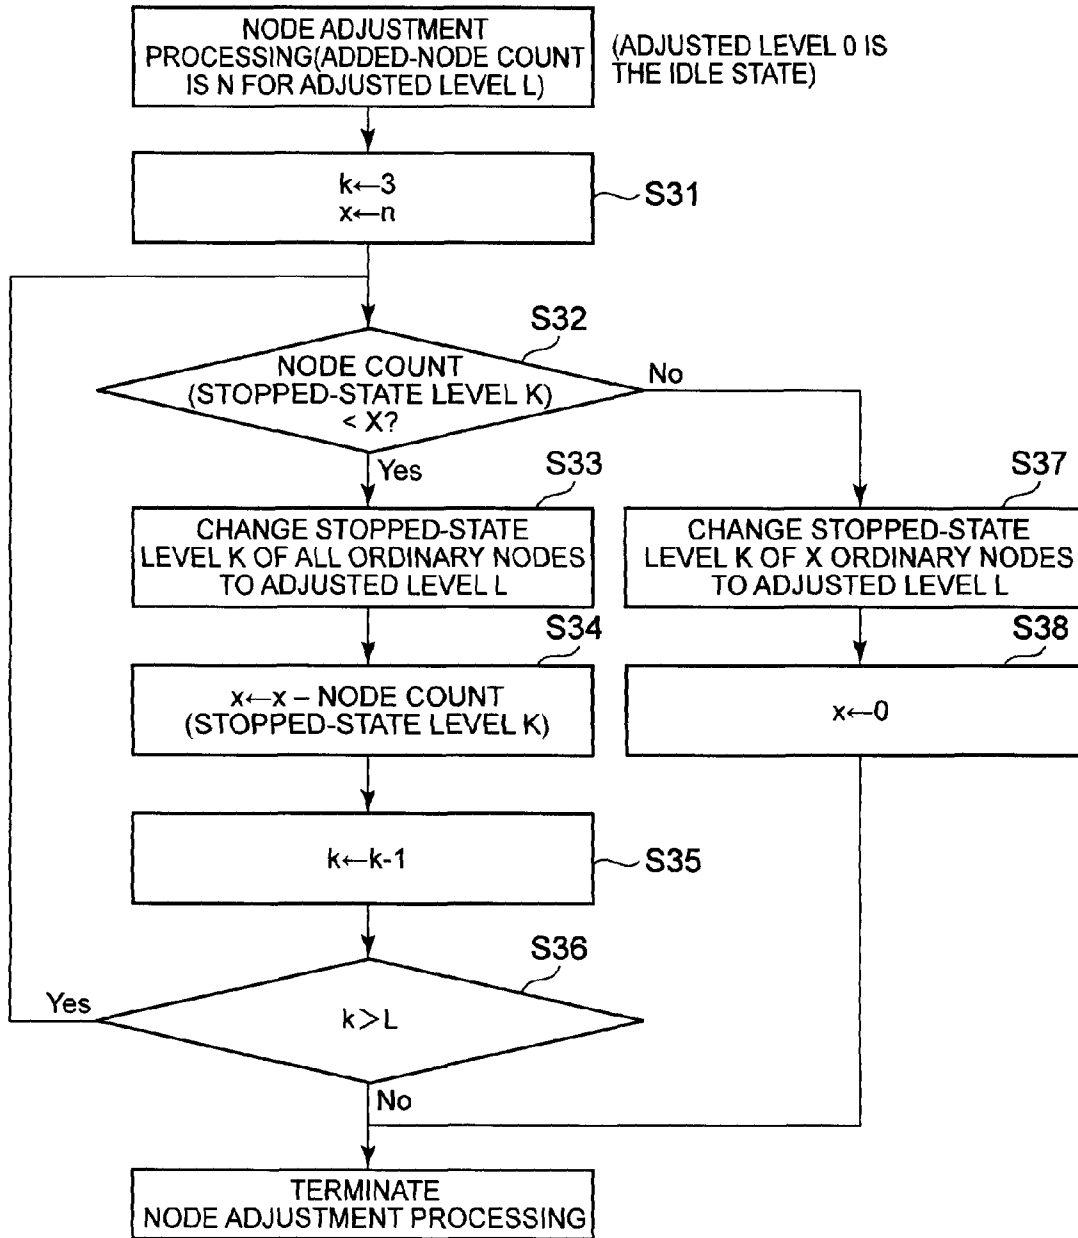 NODE ADJUSTMENT
PROCESSING(ADDED-NODE COUNT
IS N FOR ADJUSTED LEVEL L)
(ADJUSTED LEVEL 0 IS
THE IDLE STATE)
k←3
x←n
S31
S32
NODE COUNT
(STOPPED-STATE LEVEL K)
< X?
No
Yes
S33
CHANGE STOPPED-STATE
LEVEL K OF ALL ORDINARY NODES
TO ADJUSTED LEVEL L
S37
CHANGE STOPPED-STATE
LEVEL K OF X ORDINARY NODES
TO ADJUSTED LEVEL L
S34
x←x – NODE COUNT
(STOPPED-STATE LEVEL K)
S38
x←0
k←k-1
S35
S36
Yes
k>L
No
TERMINATE
NODE ADJUSTMENT PROCESSING